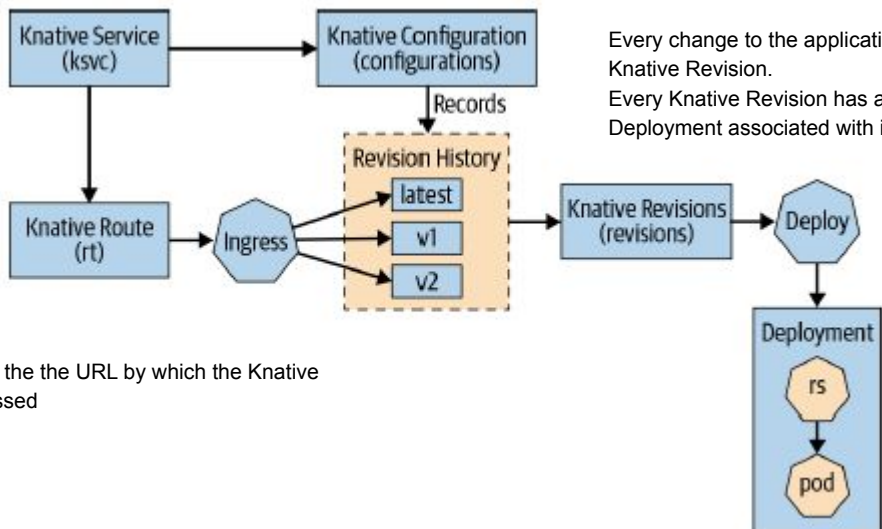 Knative Service
(ksvc)
Knative Configuration
(configurations)
Every change to the applicati
Knative Revision.
Every Knative Revision has a
Deployment associated with i
Records
Revision History
latest
v1
v2
Knative Route
(rt)
Ingress
Knative Revisions
(revisions)
Deploy
Deployment
rs
pod
the the URL by which the Knative
ssed